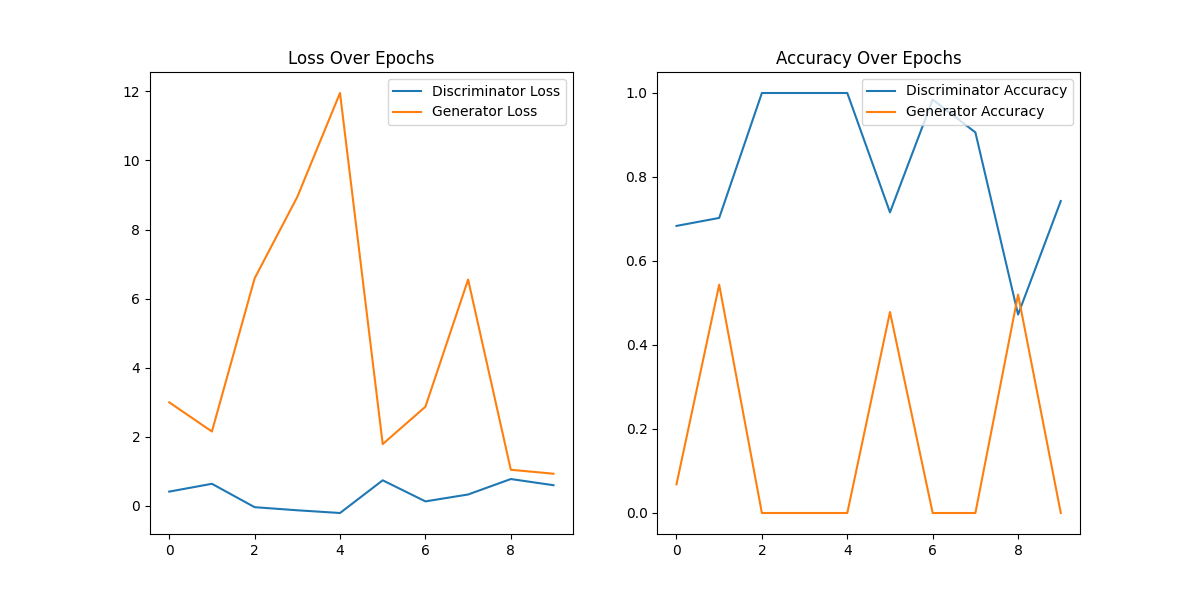 Loss Over Epochs
Discriminator Loss
Generator Loss
12
10
8
6
4
2
0
0 2 4 6 8
Accuracy Over Epochs
Discriminator Accuracy
Generator Accuracy
1.0
0.8
0.6
0.4
0.2
0.0
0 2 4 6 8